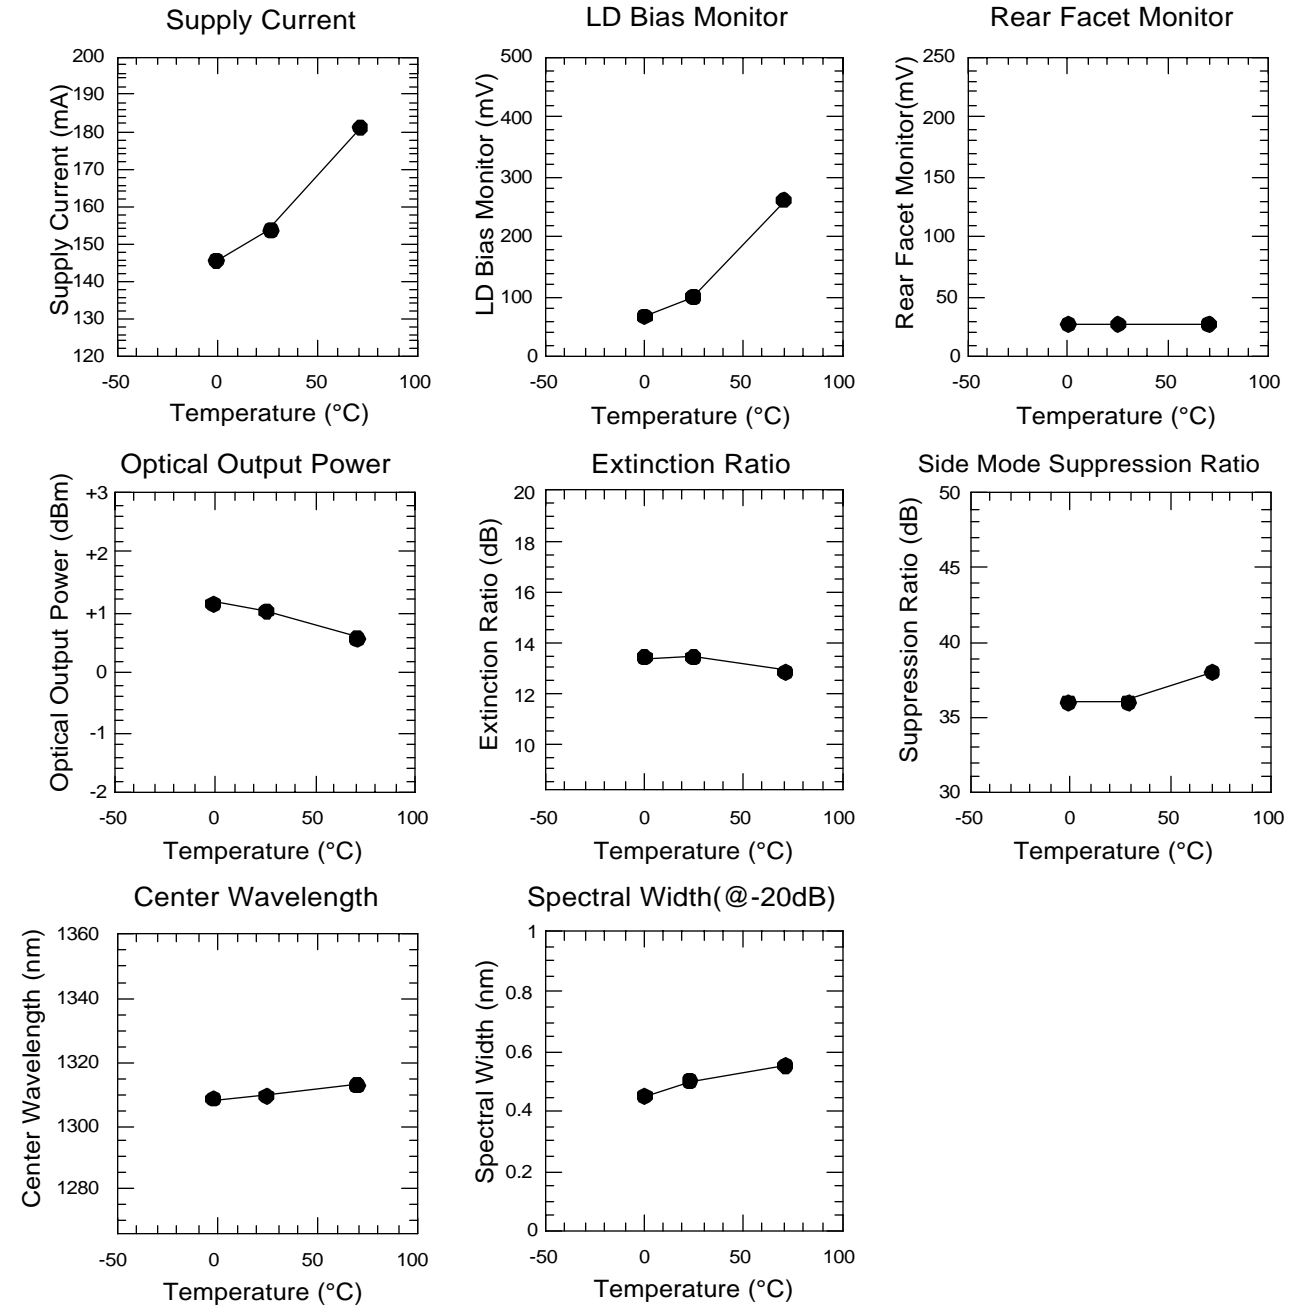 Supply Current
LD Bias Monitor
Rear Facet Monitor
200
190
180
170
160
150
140
130
120
Supply Current (mA)
-50 0 50 100
Temperature (°C)
500
400
300
200
100
0
LD Bias Monitor (mV)
-50 0 50 100
Temperature (°C)
250
200
150
100
50
0
Rear Facet Monitor(mV)
-50 0 50 100
Temperature (°C)
Optical Output Power
Extinction Ratio
Side Mode Suppression Ratio
+3
+2
+1
0
-1
-2
Optical Output Power (dBm)
-50 0 50 100
Temperature (°C)
20
18
16
14
12
10
Extinction Ratio (dB)
-50 0 50 100
Temperature (°C)
50
45
40
35
30
Suppression Ratio (dB)
-50 0 50 100
Temperature (°C)
Center Wavelength
Spectral Width(@-20dB)
1360
1340
1320
1300
1280
Center Wavelength (nm)
-50 0 50 100
Temperature (°C)
1
0.8
0.6
0.4
0.2
0
Spectral Width (nm)
-50 0 50 100
Temperature (°C)